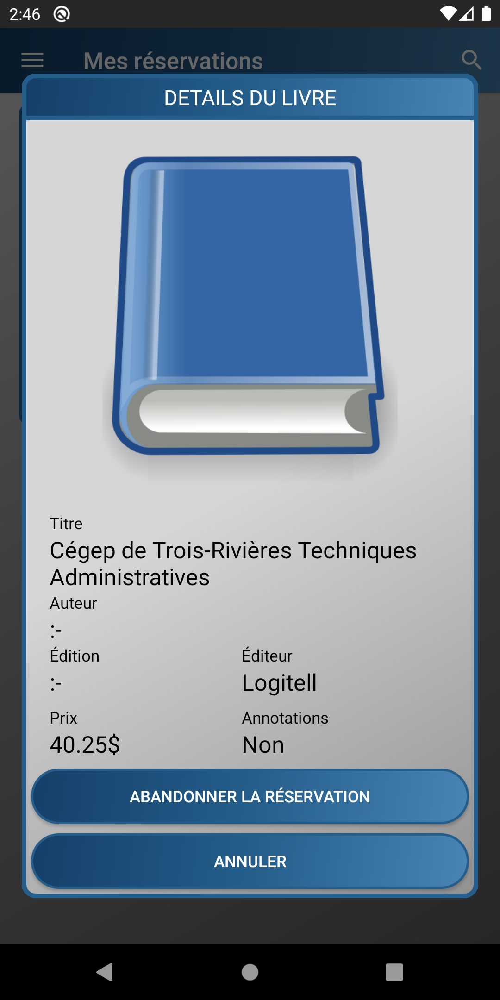 2:46
Mes réservations
DETAILS DU LIVRE
Titre
Cégep de Trois-Rivières Techniques
Administratives
Auteur
:-
Édition
Éditeur
:-
Logitell
Prix
Annotations
40.25$
Non
ABANDONNER LA RÉSERVATION
ANNULER